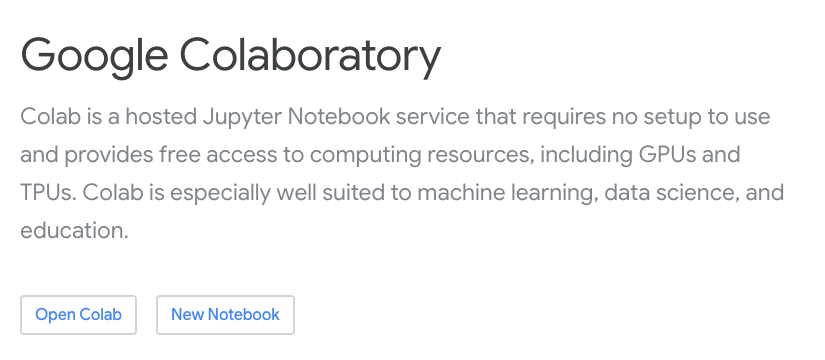 Google Colaboratory
Colab is a hosted Jupyter Notebook service that requires no setup to use
and provides free access to computing resources, including GPUs and
TPUs. Colab is especially well suited to machine learning, data science, and
education.
Open Colab
New Notebook